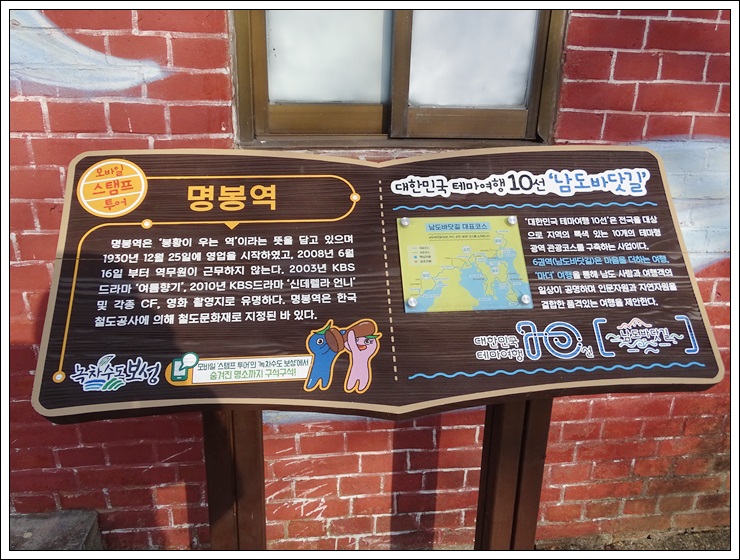 모바일
스탬프
투어
명봉역
명봉역은 '봉황이 우는 역'이라는 뜻을 담고 있으며
1930년 12월 25일에 영업을 시작하였고, 2008년 6월
16일 부터 역무원이 근무하지 않는다. 2003년 KBS
드라마 '여름향기', 2010년 KBS드라마 '신데렐라 언니'
및 각종 CF, 영화 촬영지로 유명하다. 명봉역은 한국
철도공사에 의해 철도문화재로 지정된 바 있다.
녹차수도보성
모바일 '스탬프 투어'의 '녹차수도 보성'에서
숨겨진 명소까지 구석구석!
대한민국 테마여행 10선 '남도바닷길'
남도바닷길 대표코스
'대한민국 테마여행 10선'은 전국을 대상
으로 지역의 특색 있는 10개의 테마형
광역 관광코스를 구축하는 사업이다.
6권역(남도바닷길)은 마음을 더하는 여행,
'마더' 여행을 통해 남도 사람과 여행객의
일상이 공명하며 인문자원과 자연자원을
결합한 품격있는 여행을 제안한다.
대한민국
테마여행 10선
남도바닷길